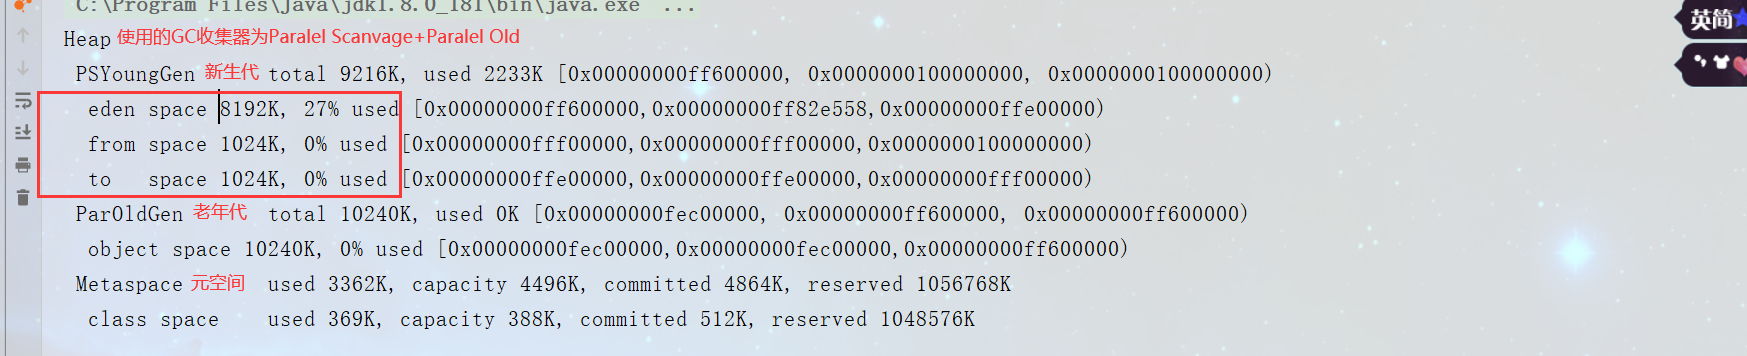 C:\Program Files\Java\jdk1.8.0_181\bin\java.exe ...
Heap 使用的GC收集器为Paralel Scanvage+Paralel Old
PSYoungGen 新生代 total 9216K, used 2233K [0x00000000ff600000, 0x0000000100000000, 0x0000000100000000)
eden space 8192K, 27% used [0x00000000ff600000,0x00000000ff82e558,0x00000000ffe00000)
from space 1024K, 0% used [0x00000000fff00000,0x00000000fff00000,0x0000000100000000)
to space 1024K, 0% used [0x00000000ffe00000,0x00000000ffe00000,0x00000000fff00000)
ParOldGen 老年代 total 10240K, used 0K [0x00000000fec00000, 0x00000000ff600000, 0x00000000ff600000)
object space 10240K, 0% used [0x00000000fec00000,0x00000000fec00000,0x00000000ff600000)
Metaspace 元空间 used 3362K, capacity 4496K, committed 4864K, reserved 1056768K
class space used 369K, capacity 388K, committed 512K, reserved 1048576K
英简